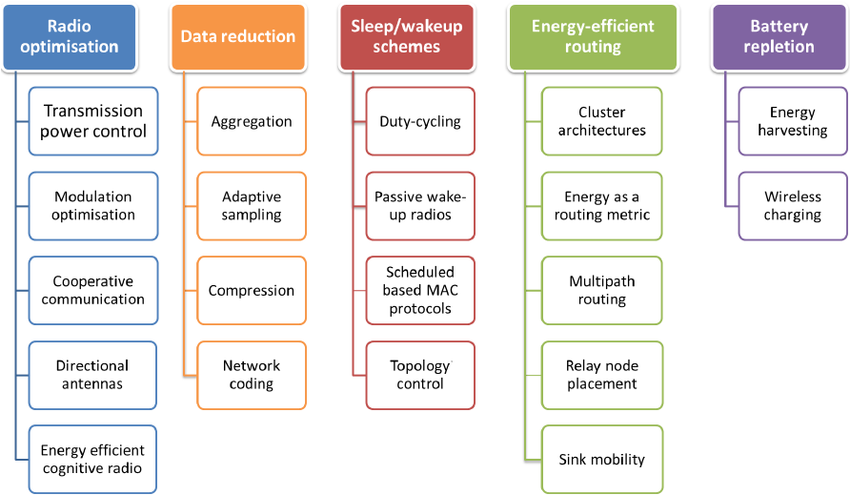 Radio
optimisation
Transmission
power control
Modulation
optimisation
Cooperative
communication
Directional
antennas
Energy efficient
cognitive radio
Data reduction
Aggregation
Adaptive
sampling
Compression
Network
coding
Sleep/wakeup
schemes
Duty-cycling
Passive wake-
up radios
Scheduled
based MAC
protocols
Topology
control
Energy-efficient
routing
Cluster
architectures
Energy as a
routing metric
Multipath
routing
Relay node
placement
Sink mobility
Battery
repletion
Energy
harvesting
Wireless
charging